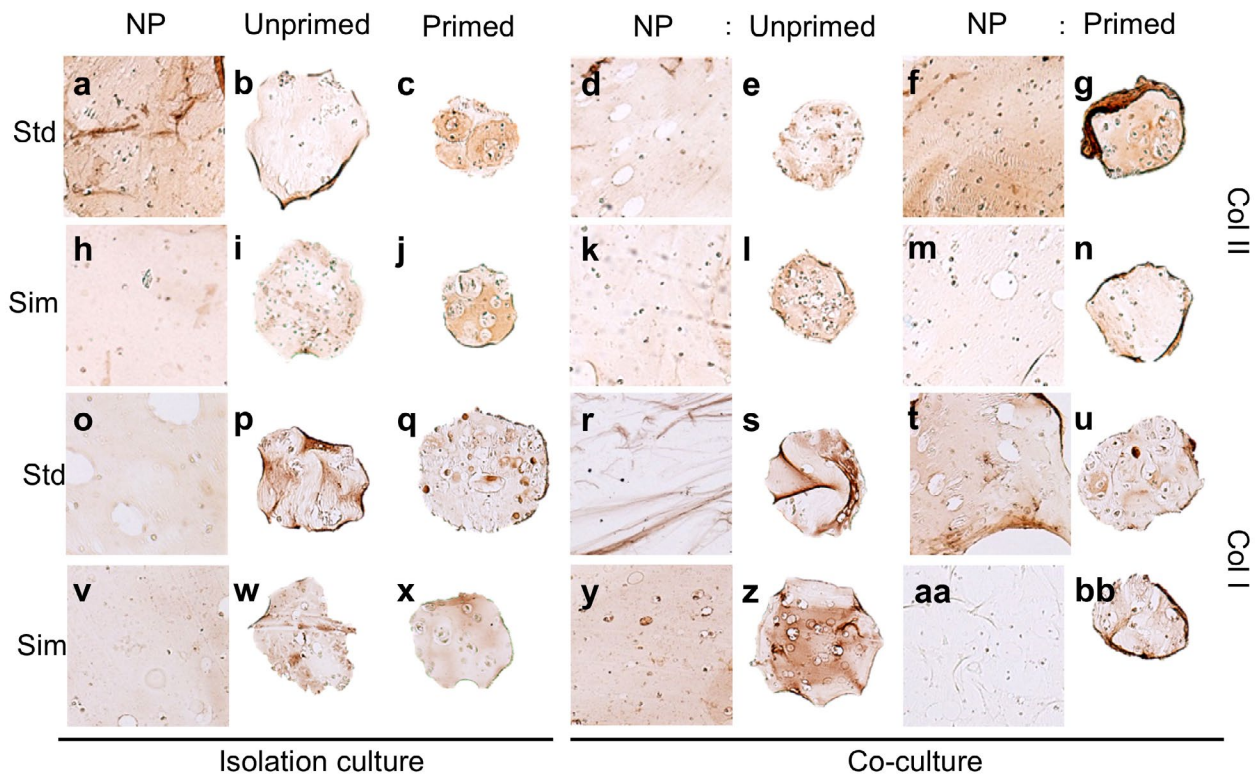 NP Unprimed Primed NP : Unprimed NP : Primed
Std a b c d e f g
Col II
Sim h i j k l m n
Std o p q r s t u
Col I
Sim v w x y z aa bb
Isolation culture Co-culture